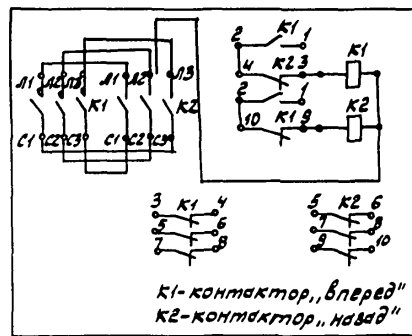 К1
2 1
Л1 Л2 Л3 Л1 Л2 Л3
К1
4 К2 3
К1 К2
2 1
К2
10 К1 9
С1 С2 С3 С1 С2 С3
3 К1 4
5 6
7 8
5 К2 6
7 8
9 10
К1-контактор„вперед"
К2-контактор„назад"